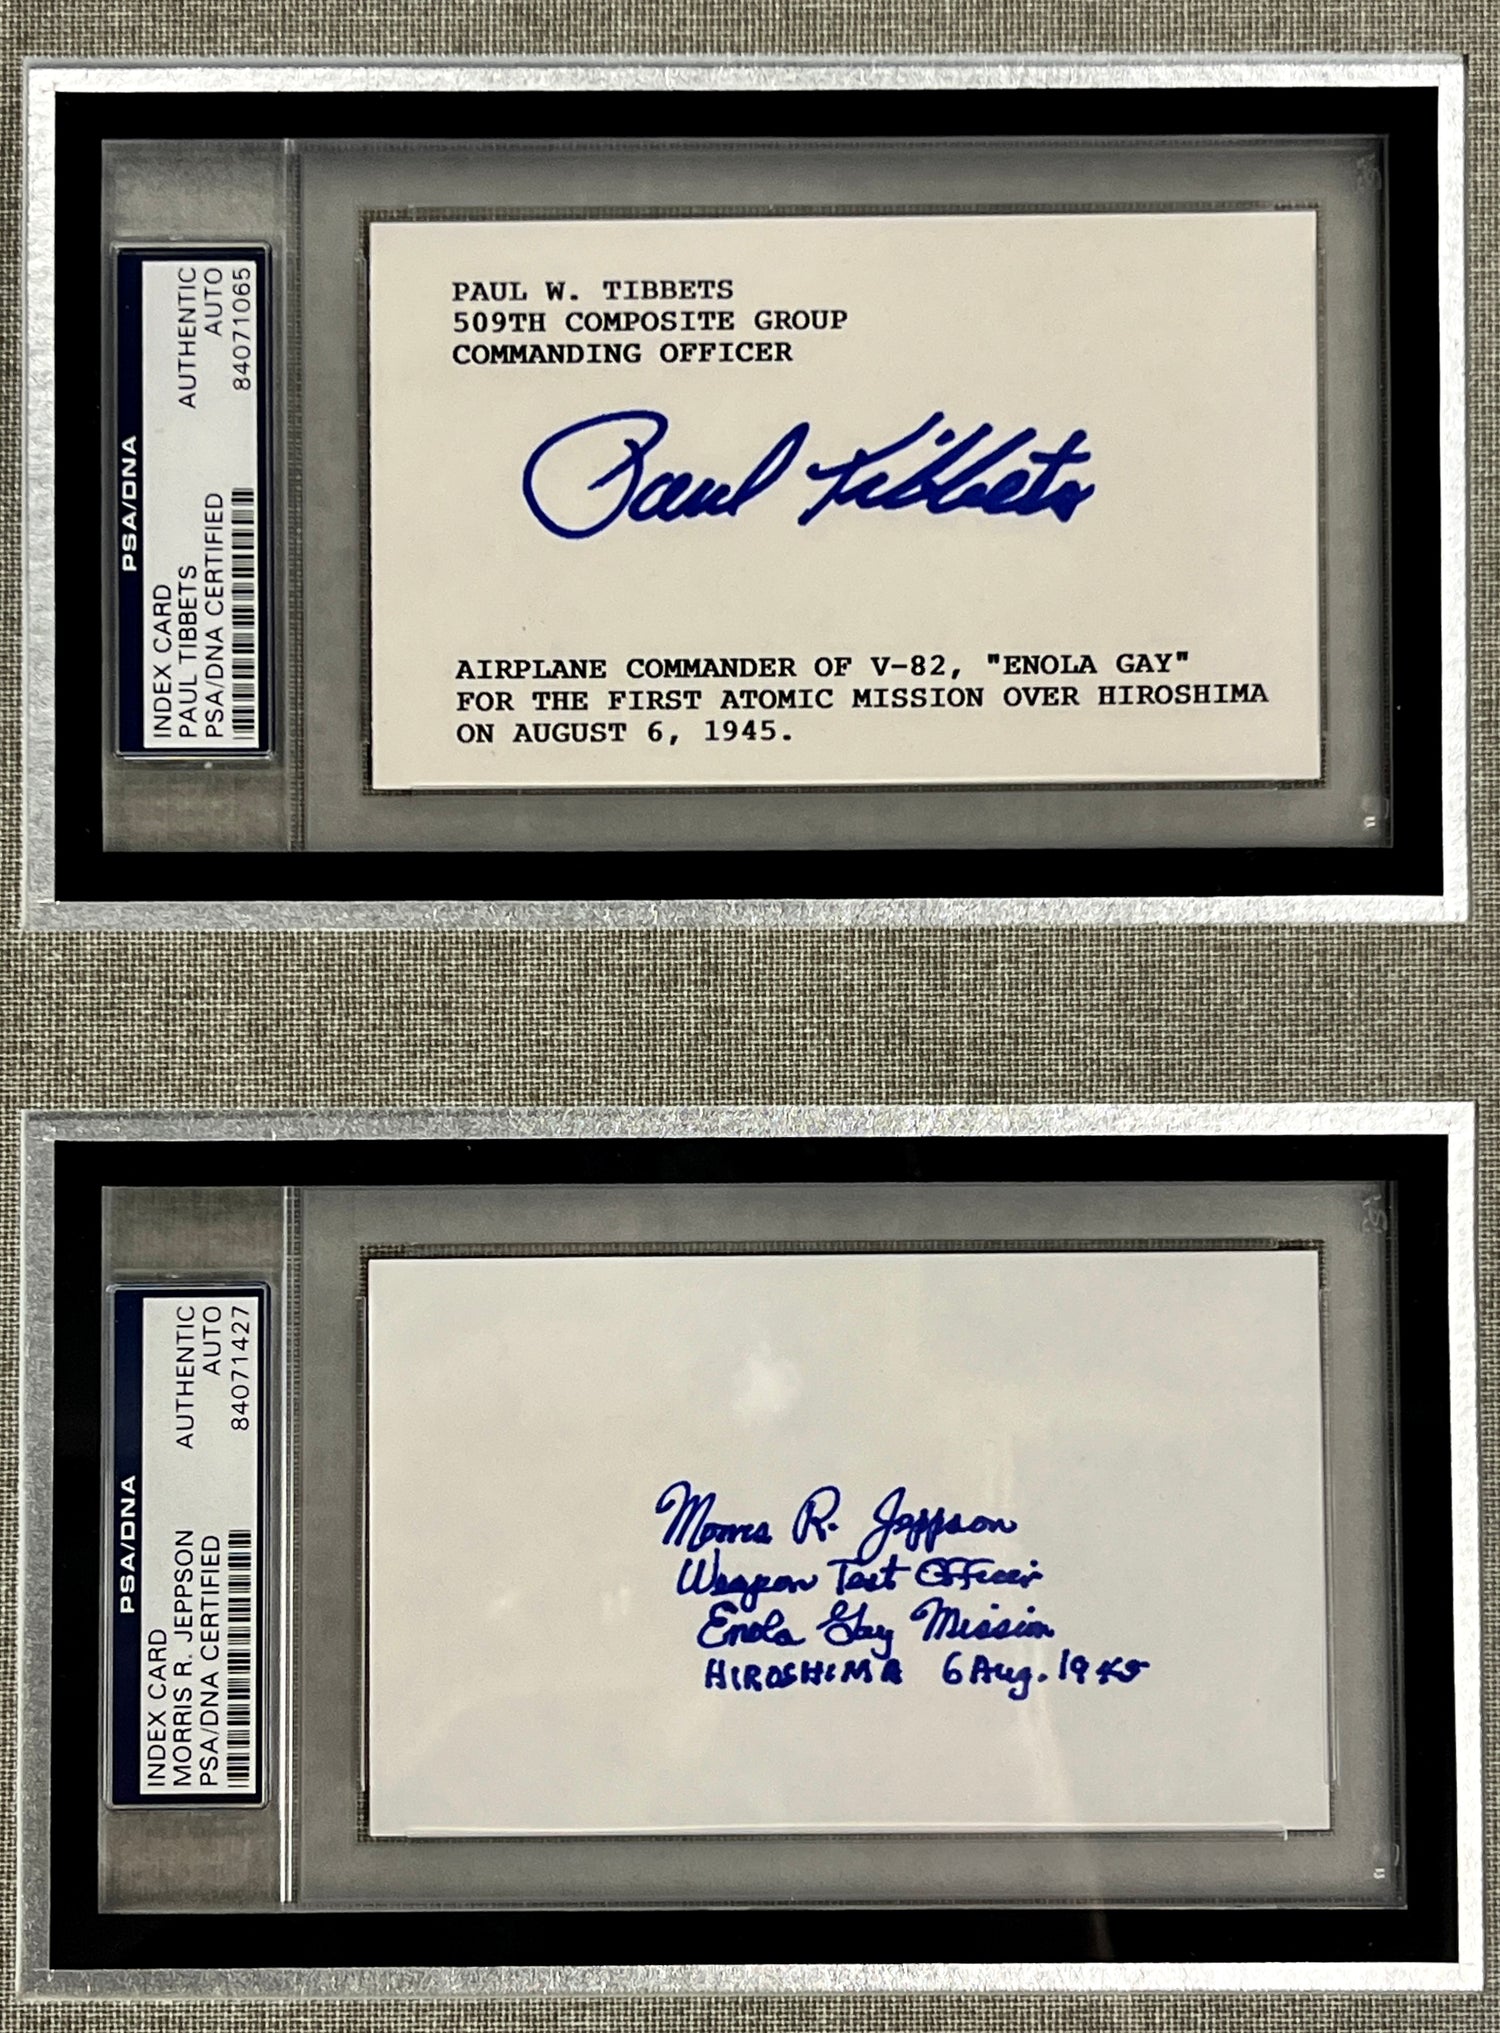 PSA/DNA
INDEX CARD
PAUL TIBBETS AUTHENTIC
PSA/DNA CERTIFIED AUTO
84071065
PAUL W. TIBBETS
509TH COMPOSITE GROUP
COMMANDING OFFICER
Paul Tibbets
AIRPLANE COMMANDER OF V-82, "ENOLA GAY"
FOR THE FIRST ATOMIC MISSION OVER HIROSHIMA
ON AUGUST 6, 1945.
PSA/DNA
INDEX CARD
MORRIS R. JEPPSON AUTHENTIC
PSA/DNA CERTIFIED AUTO
84071427
Morris R. Jeppson
Weapon Test Officer
Enola Gay Mission
HIROSHIMA 6 Aug. 1945